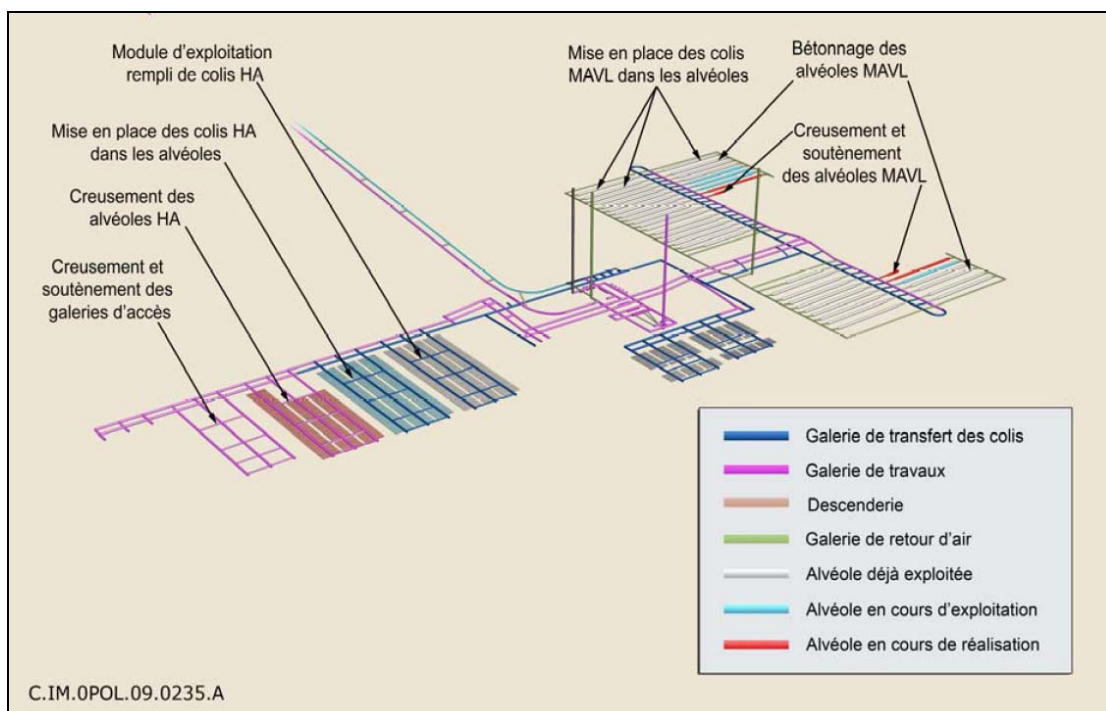 Module d’exploitation
rempli de colis HA
Mise en place des colis
MAVL dans les alvéoles
Bétonnage des
alvéoles MAVL
Mise en place des colis HA
dans les alvéoles
Creusement et
soutènement
des alvéoles MAVL
Creusement des
alvéoles HA
Creusement et
soutènement des
galeries d’accès
Galerie de transfert des colis
Galerie de travaux
Descenderie
Galerie de retour d’air
Alvéole déjà exploitée
Alvéole en cours d’exploitation
Alvéole en cours de réalisation
C.IM.0POL.09.0235.A